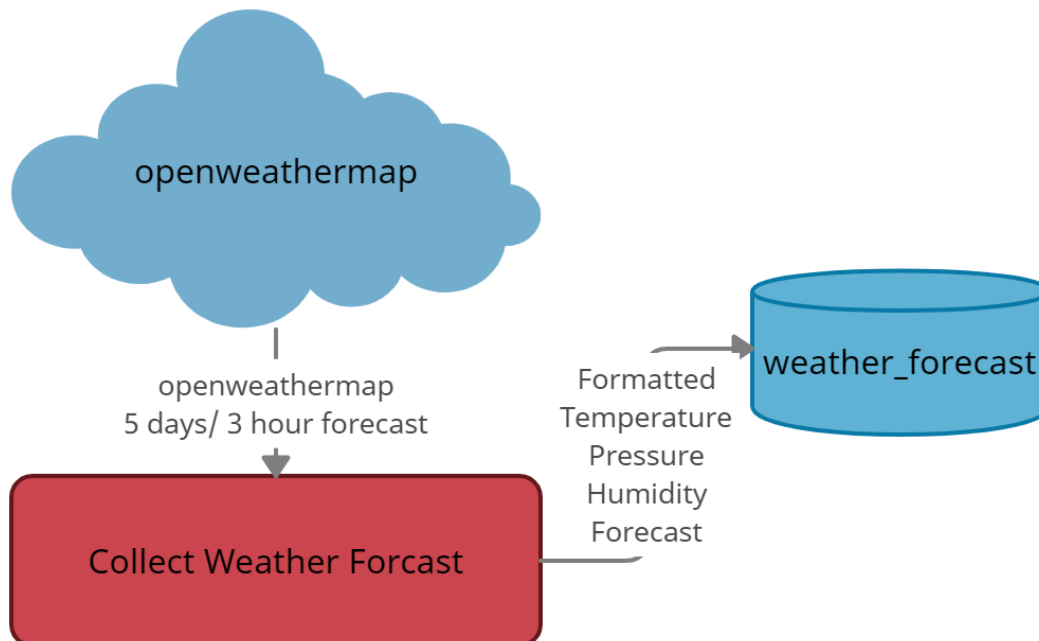 openweathermap
openweathermap
5 days/ 3 hour forecast
Collect Weather Forcast
Formatted
Temperature
Pressure
Humidity
Forecast
weather_forecast